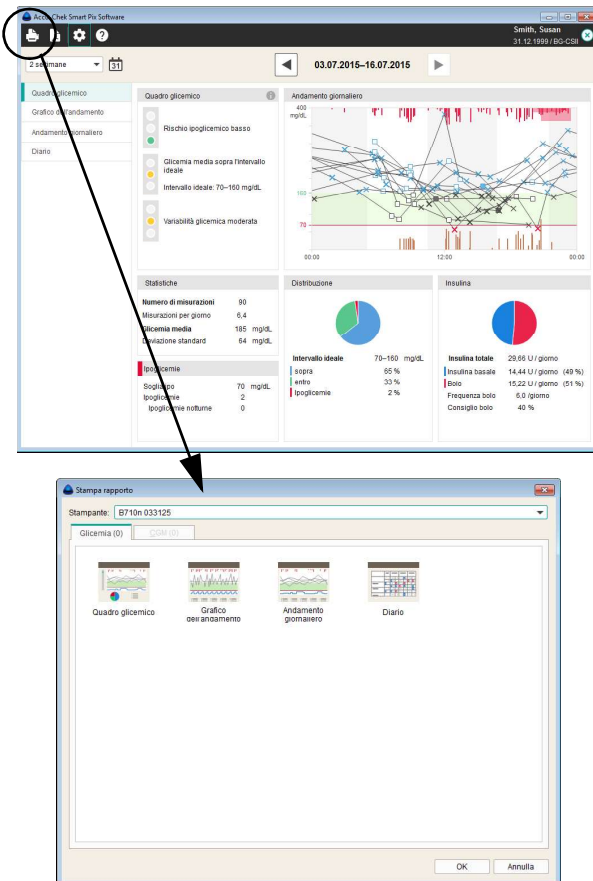 Accu-Chek Smart Pix Software
Smith, Susan
31.12.1999 / BG-CSII
2 settimane
31
03.07.2015–16.07.2015
Quadro glicemico
Grafico dell'andamento
Andamento giornaliero
Diario
Quadro glicemico
Rischio ipoglicemico basso
Glicemia media sopra l'intervallo
ideale
Intervallo ideale: 70–160 mg/dL
Variabilità glicemica moderata
Andamento giornaliero
400
mg/dL
160
70
00:00 12:00 00:00
Statistiche
Numero di misurazioni 90
Misurazioni per giorno 6,4
Glicemia media 185 mg/dL
Deviazione standard 64 mg/dL
Ipoglicemie
Soglia ipo 70 mg/dL
Ipoglicemie 2
Ipoglicemie notturne 0
Distribuzione
Intervallo ideale 70–160 mg/dL
sopra 65 %
entro 33 %
Ipoglicemie 2 %
Insulina
Insulina totale 29,66 U / giorno
Insulina basale 14,44 U / giorno (49 %)
Bolo 15,22 U / giorno (51 %)
Frequenza bolo 6,0 /giorno
Consiglio bolo 40 %
Stampa rapporto
Stampante: B710n 033125
Glicemia (0) CGM (0)
Quadro glicemico
Grafico
dell'andamento
Andamento
giornaliero
Diario
OK Annulla